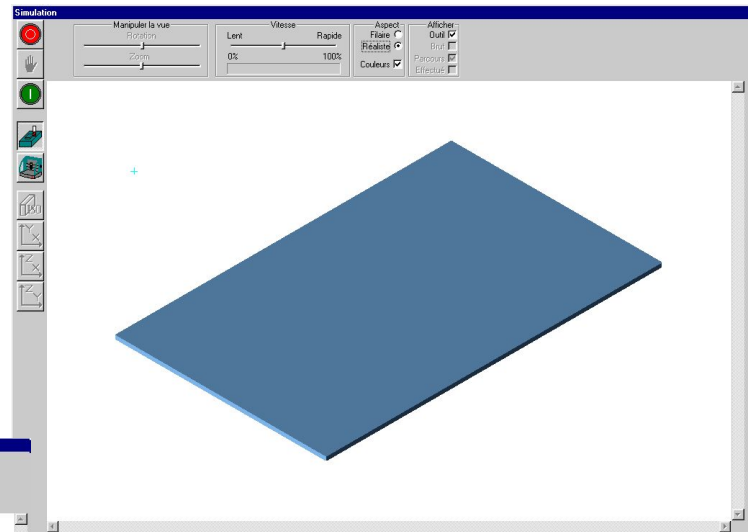 Simulation
Manipuler la vue
Rotation
Zoom
Vitesse
Lent Rapide
0% 100%
Aspect
Filaire
Réaliste
Couleurs
Afficher
Outil
Brut
Parcours
Effectué
ISO
Y X
Z X
Z Y